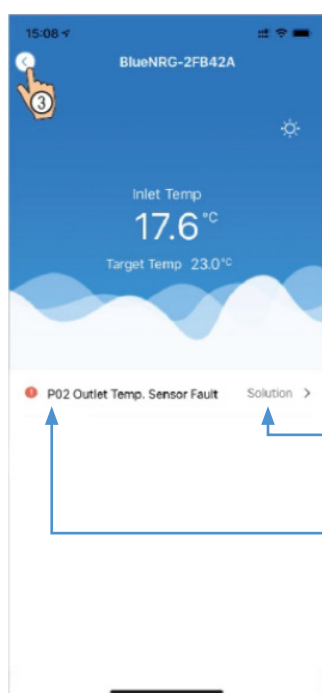 15:08
BlueNRG-2FB42A
3
Inlet Temp
17.6°C
Target Temp 23.0°C
P02 Outlet Temp. Sensor Fault Solution >